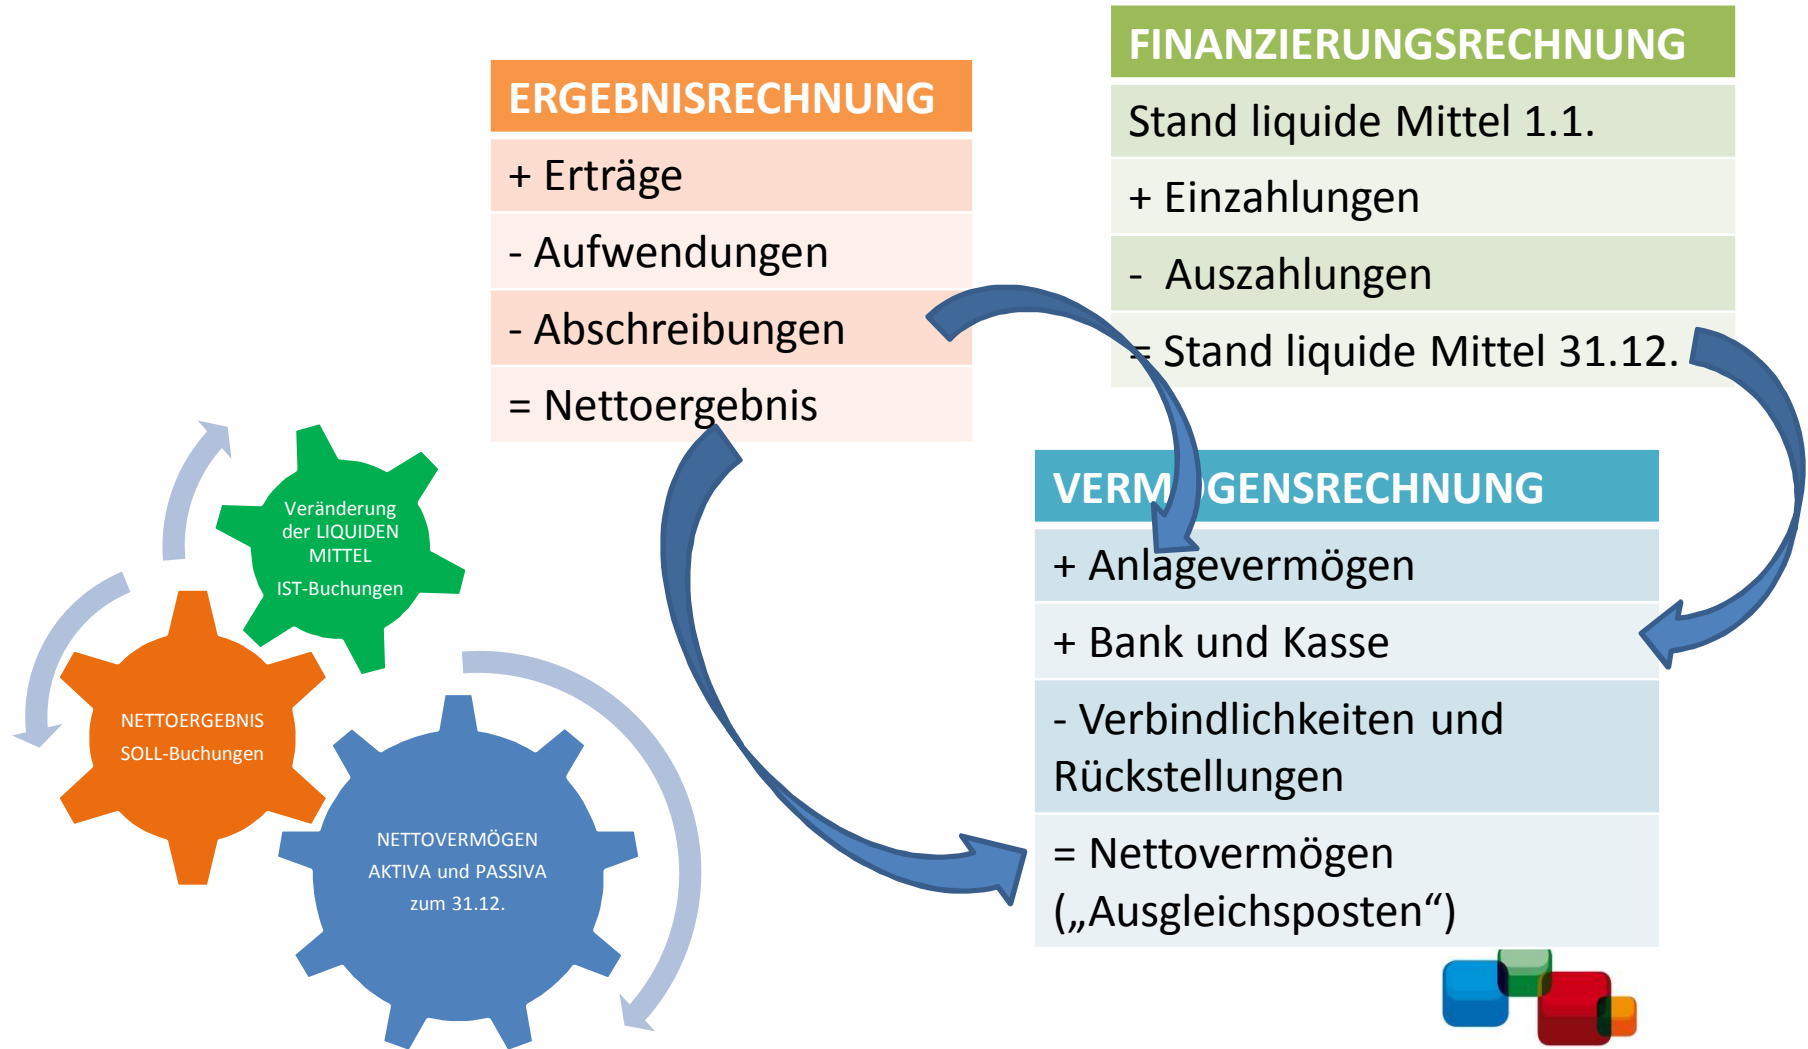 ERGEBNISRECHNUNG
+ Erträge
- Aufwendungen
- Abschreibungen
= Nettoergebnis
FINANZIERUNGSRECHNUNG
Stand liquide Mittel 1.1.
+ Einzahlungen
- Auszahlungen
= Stand liquide Mittel 31.12.
VERMÖGENSRECHNUNG
+ Anlagevermögen
+ Bank und Kasse
- Verbindlichkeiten und
Rückstellungen
= Nettovermögen
(„Ausgleichsposten“)
Veränderung
der LIQUIDEN
MITTEL
IST-Buchungen
NETTOERGEBNIS
SOLL-Buchungen
NETTOVERMÖGEN
AKTIVA und PASSIVA
zum 31.12.